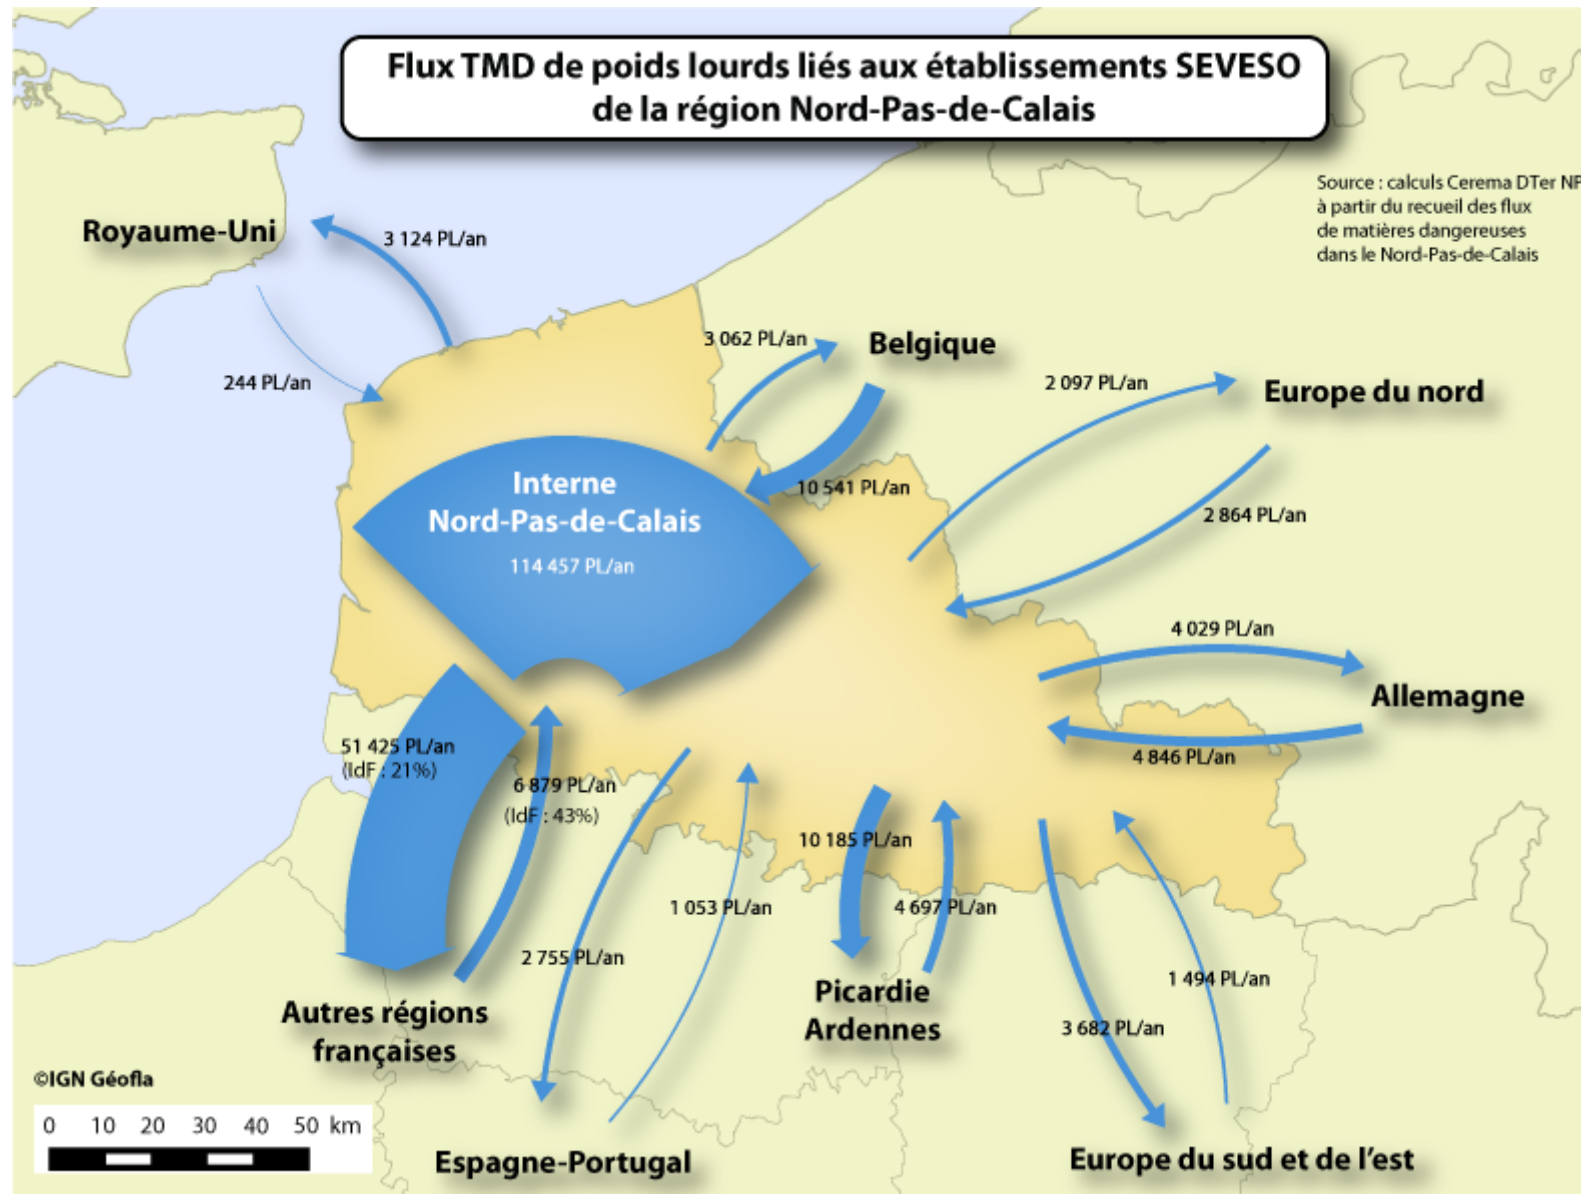 Flux TMD de poids lourds liés aux établissements SEVESO
de la région Nord-Pas-de-Calais
Source : calculs Cerema DTer NP
à partir du recueil des flux
de matières dangereuses
dans le Nord-Pas-de-Calais
Royaume-Uni
3 124 PL/an
244 PL/an
3 062 PL/an
Belgique
10 541 PL/an
2 097 PL/an
Europe du nord
2 864 PL/an
Interne
Nord-Pas-de-Calais
114 457 PL/an
4 029 PL/an
Allemagne
4 846 PL/an
51 425 PL/an
(IdF : 21%)
6 879 PL/an
(IdF : 43%)
10 185 PL/an
4 697 PL/an
1 053 PL/an
2 755 PL/an
1 494 PL/an
3 682 PL/an
Autres régions
françaises
Picardie
Ardennes
©IGN Géofla
0 10 20 30 40 50 km
Espagne-Portugal
Europe du sud et de l'est